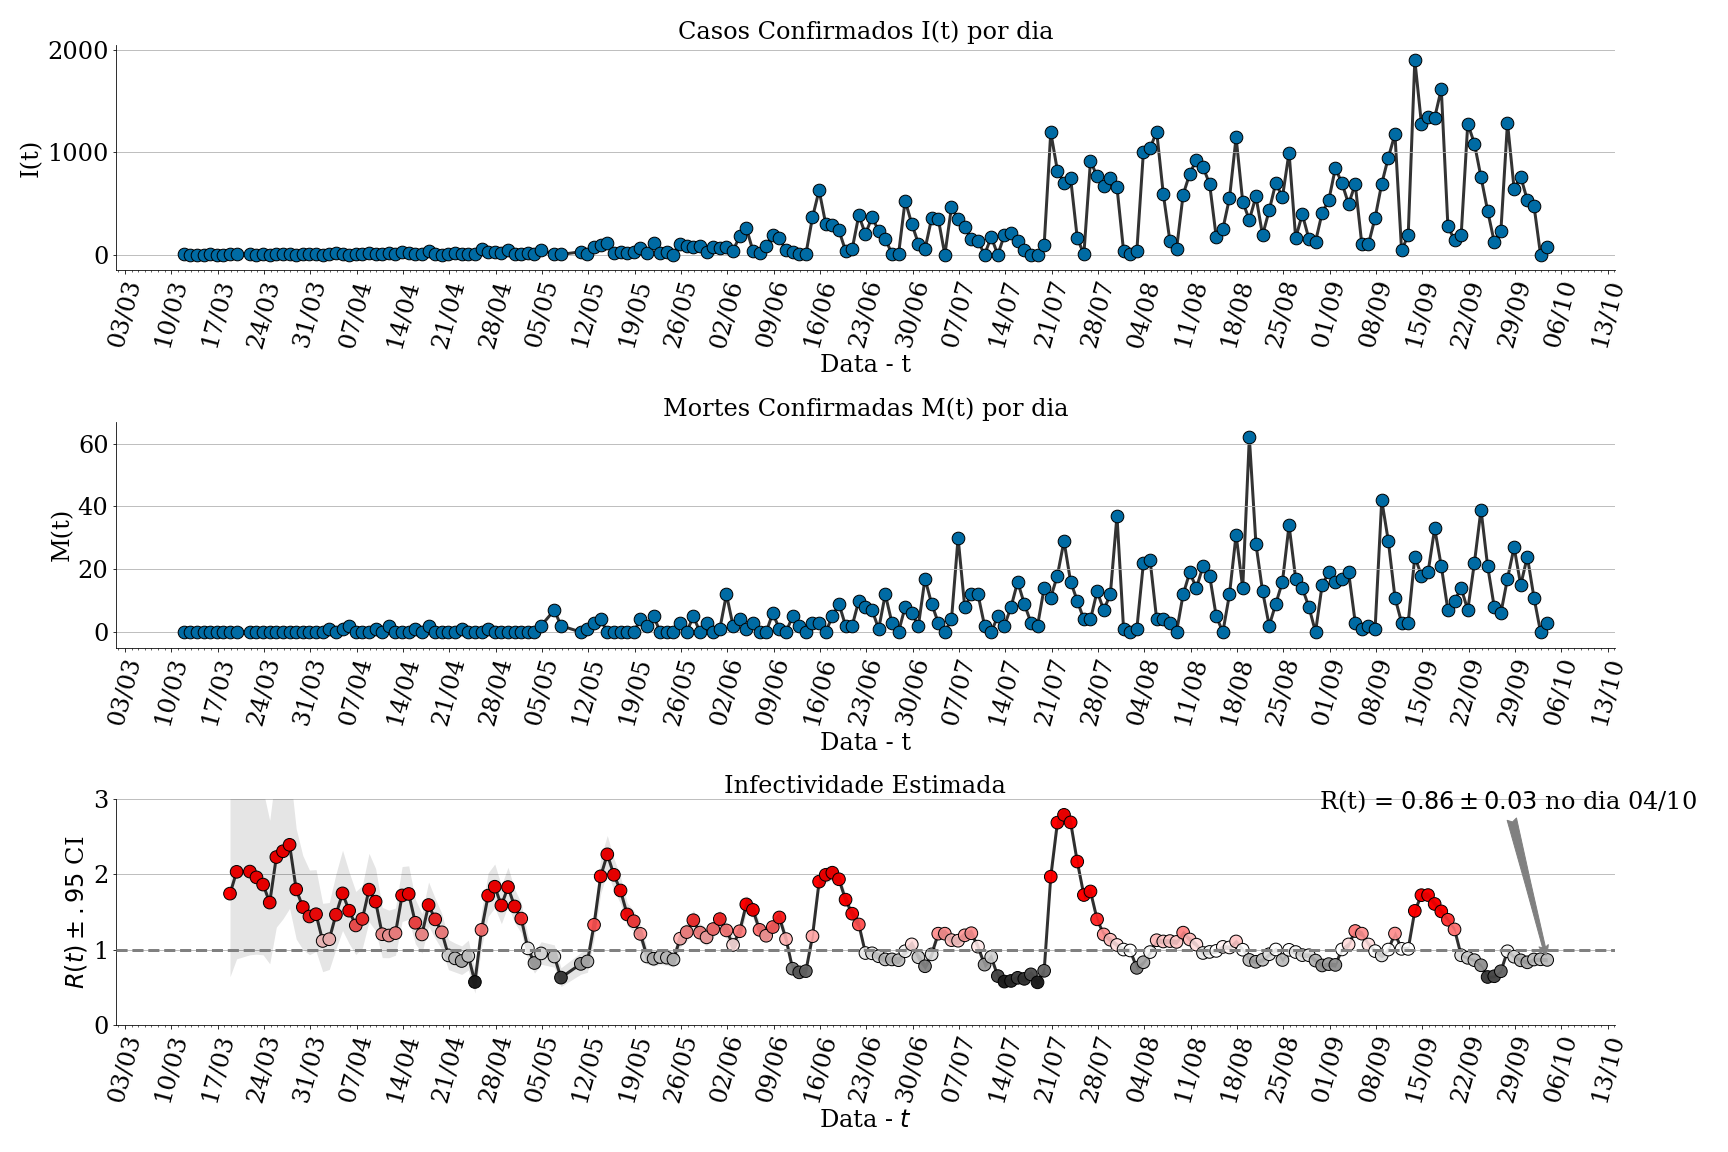 Casos Confirmados I(t) por dia
2000
1000
0
I(t)
03/03 10/03 17/03 24/03 31/03 07/04 14/04 21/04 28/04 05/05 12/05 19/05 26/05 02/06 09/06 16/06 23/06 30/06 07/07 14/07 21/07 28/07 04/08 11/08 18/08 25/08 01/09 08/09 15/09 22/09 29/09 06/10 13/10
Data - t
Mortes Confirmadas M(t) por dia
60
40
20
0
M(t)
03/03 10/03 17/03 24/03 31/03 07/04 14/04 21/04 28/04 05/05 12/05 19/05 26/05 02/06 09/06 16/06 23/06 30/06 07/07 14/07 21/07 28/07 04/08 11/08 18/08 25/08 01/09 08/09 15/09 22/09 29/09 06/10 13/10
Data - t
Infectividade Estimada
R(t) = 0.86 ± 0.03 no dia 04/10
3
2
1
0
R(t) ± .95 CI
03/03 10/03 17/03 24/03 31/03 07/04 14/04 21/04 28/04 05/05 12/05 19/05 26/05 02/06 09/06 16/06 23/06 30/06 07/07 14/07 21/07 28/07 04/08 11/08 18/08 25/08 01/09 08/09 15/09 22/09 29/09 06/10 13/10
Data - t